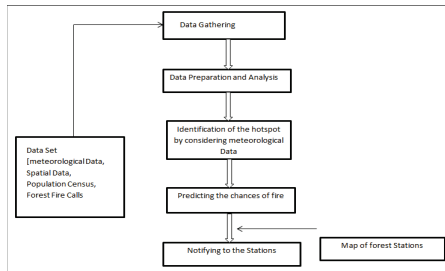 Data Gathering
Data Preparation and Analysis
Identification of the hotspot
by considering meteorological
Data
Data Set
[meteorological Data,
Spatial Data,
Population Census,
Forest Fire Calls
Predicting the chances of fire
Notifying to the Stations
Map of forest Stations